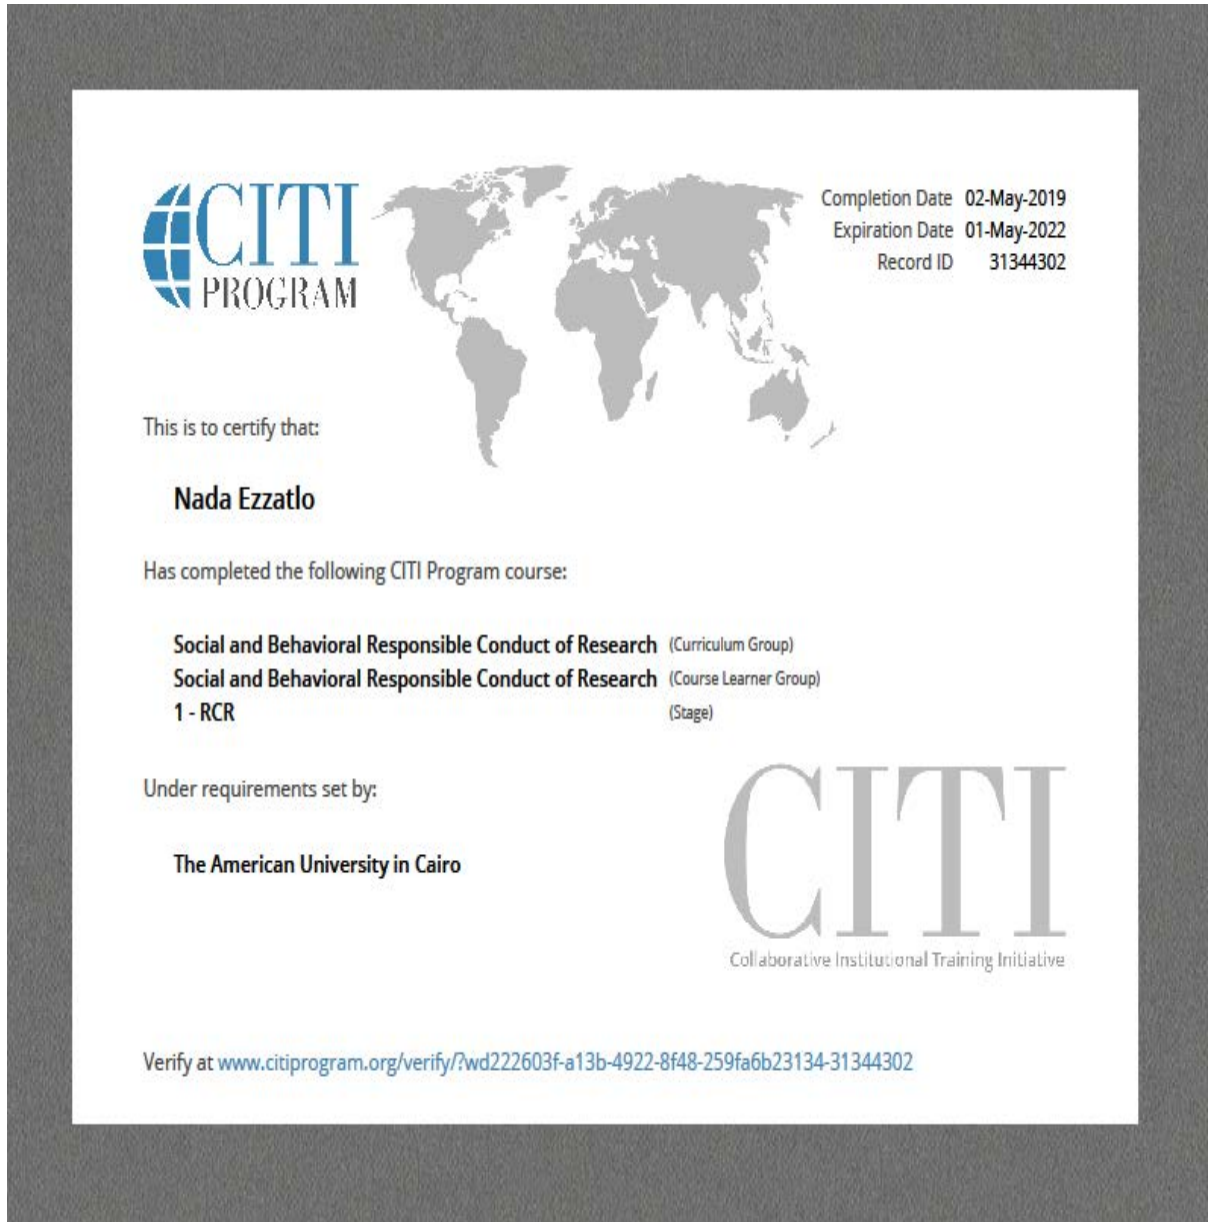 CITI
PROGRAM
Completion Date 02-May-2019
Expiration Date 01-May-2022
Record ID 31344302
This is to certify that:
Nada Ezzatlo
Has completed the following CITI Program course:
Social and Behavioral Responsible Conduct of Research (Curriculum Group)
Social and Behavioral Responsible Conduct of Research (Course Learner Group)
1 - RCR (Stage)
Under requirements set by:
The American University in Cairo
CITI
Collaborative Institutional Training Initiative
Verify at www.citiprogram.org/verify/?wd222603f-a13b-4922-8f48-259fa6b23134-31344302